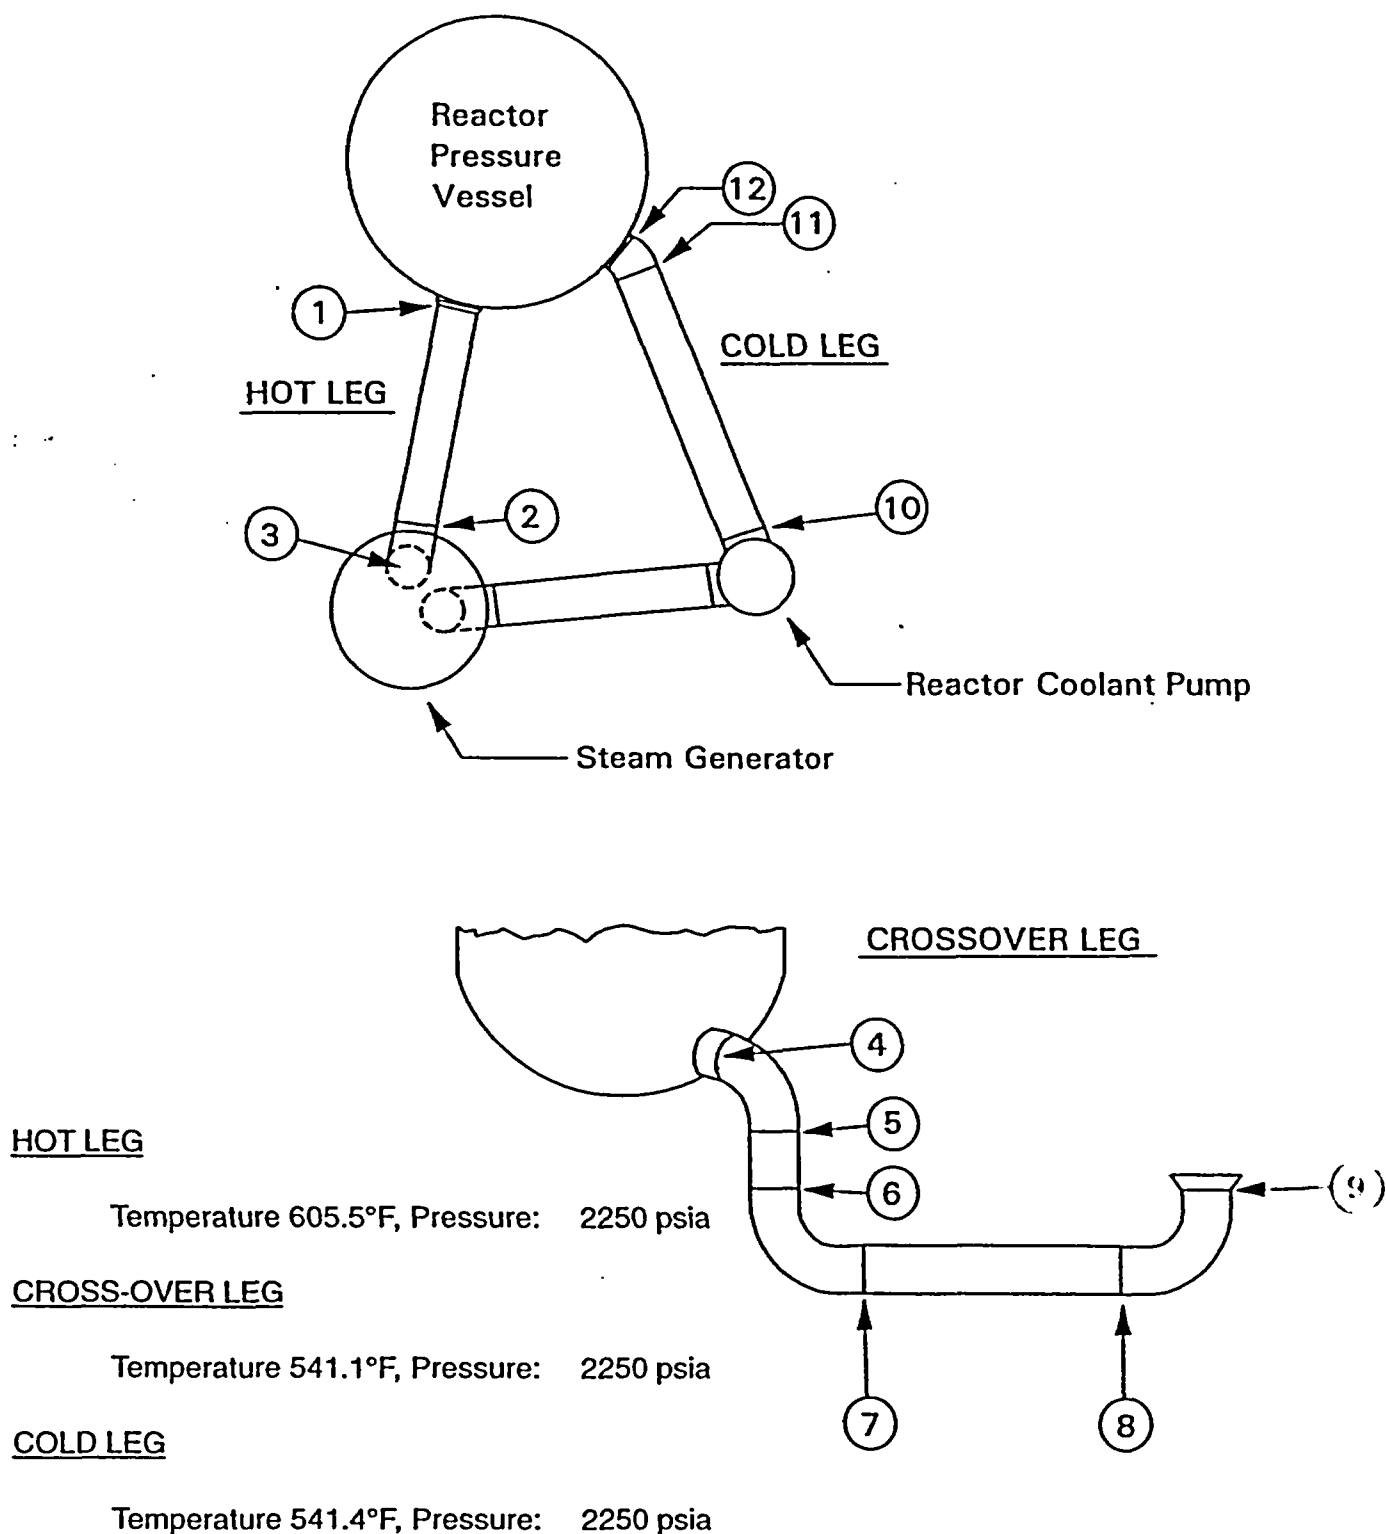 Reactor
Pressure
Vessel
12
11
1
COLD LEG
HOT LEG
2
10
3
Reactor Coolant Pump
Steam Generator
CROSSOVER LEG
4
5
HOT LEG
6
(9)
Temperature 605.5°F, Pressure: 2250 psia
CROSS-OVER LEG
Temperature 541.1°F, Pressure: 2250 psia
7
8
COLD LEG
Temperature 541.4°F, Pressure: 2250 psia